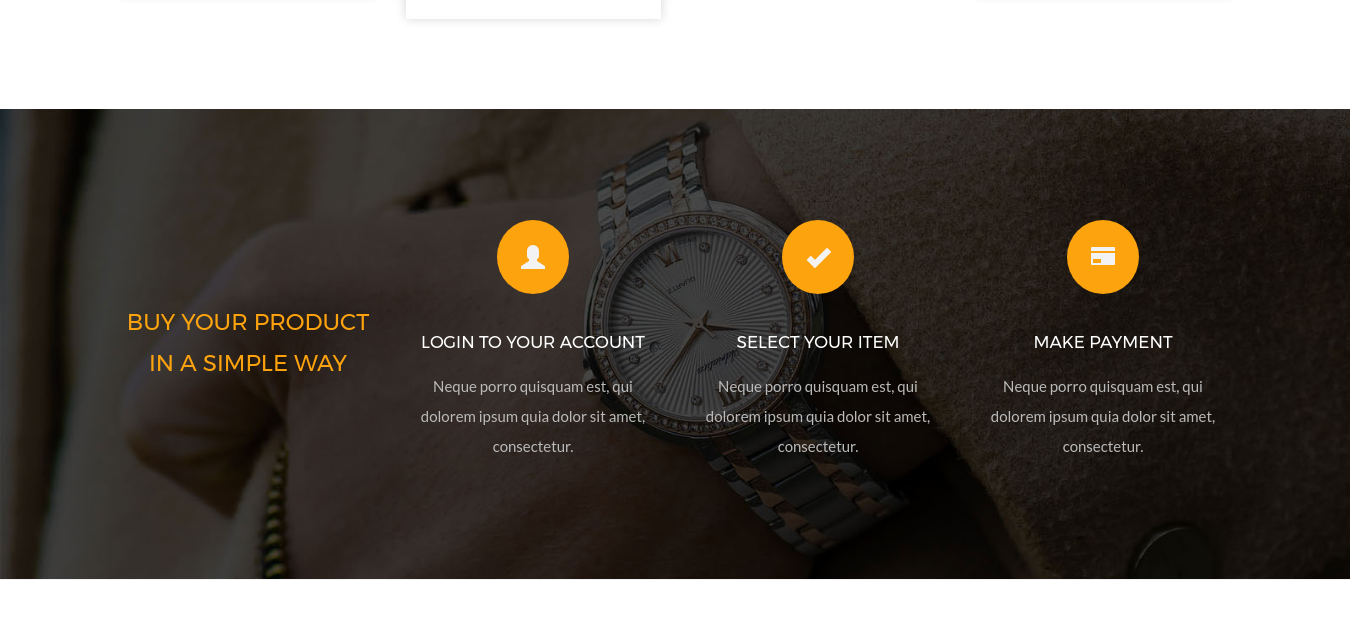 BUY YOUR PRODUCT
IN A SIMPLE WAY
LOGIN TO YOUR ACCOUNT
Neque porro quisquam est, qui
dolorem ipsum quia dolor sit amet,
consectetur.
SELECT YOUR ITEM
Neque porro quisquam est, qui
dolorem ipsum quia dolor sit amet,
consectetur.
MAKE PAYMENT
Neque porro quisquam est, qui
dolorem ipsum quia dolor sit amet,
consectetur.
QUARTZ